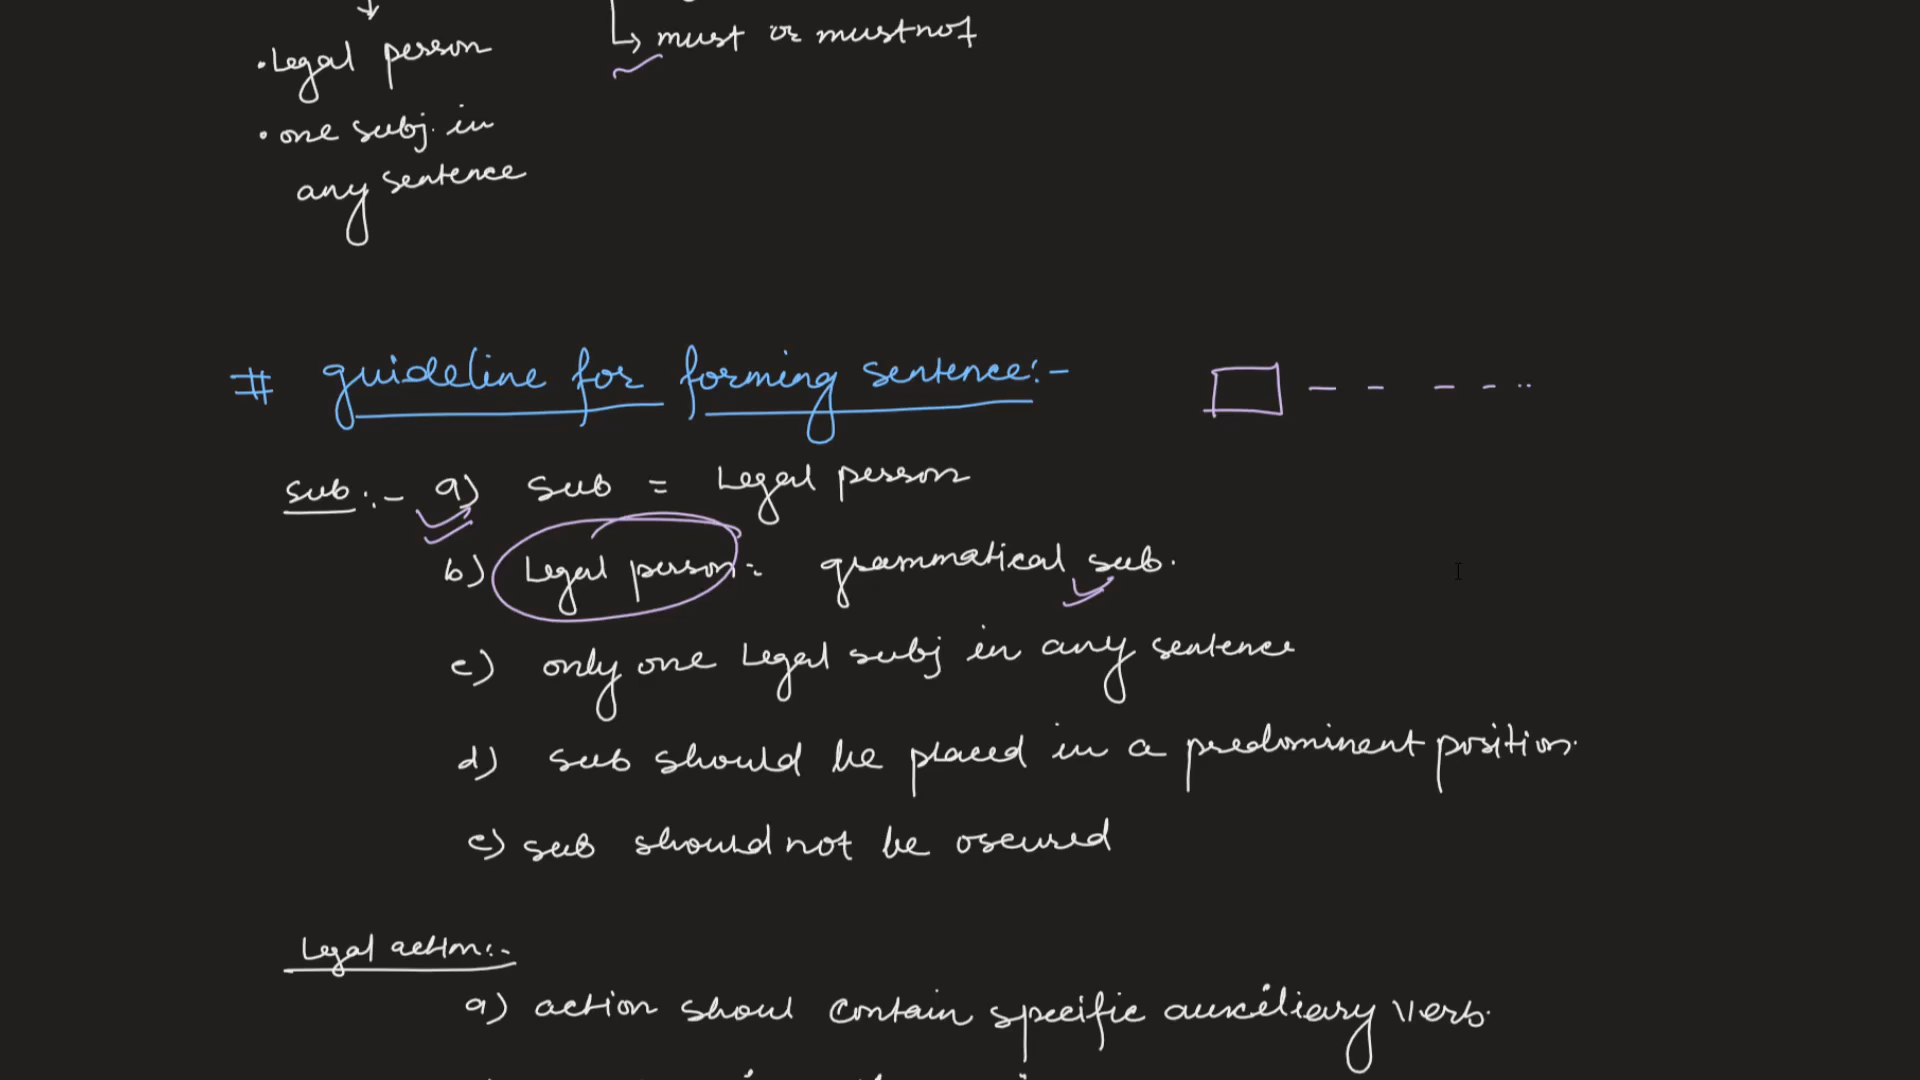 • Legal person
↳ must or mustnot
• one subj. in
any sentence
# guideline for forming sentence:-
sub:- a) sub = Legal person
b) Legal person = grammatical sub.
c) only one Legal subj in any sentence
d) sub should be placed in a predominent position.
e) sub should not be oscured
Legal action:-
a) action shoul contain specific auxiliary verb.